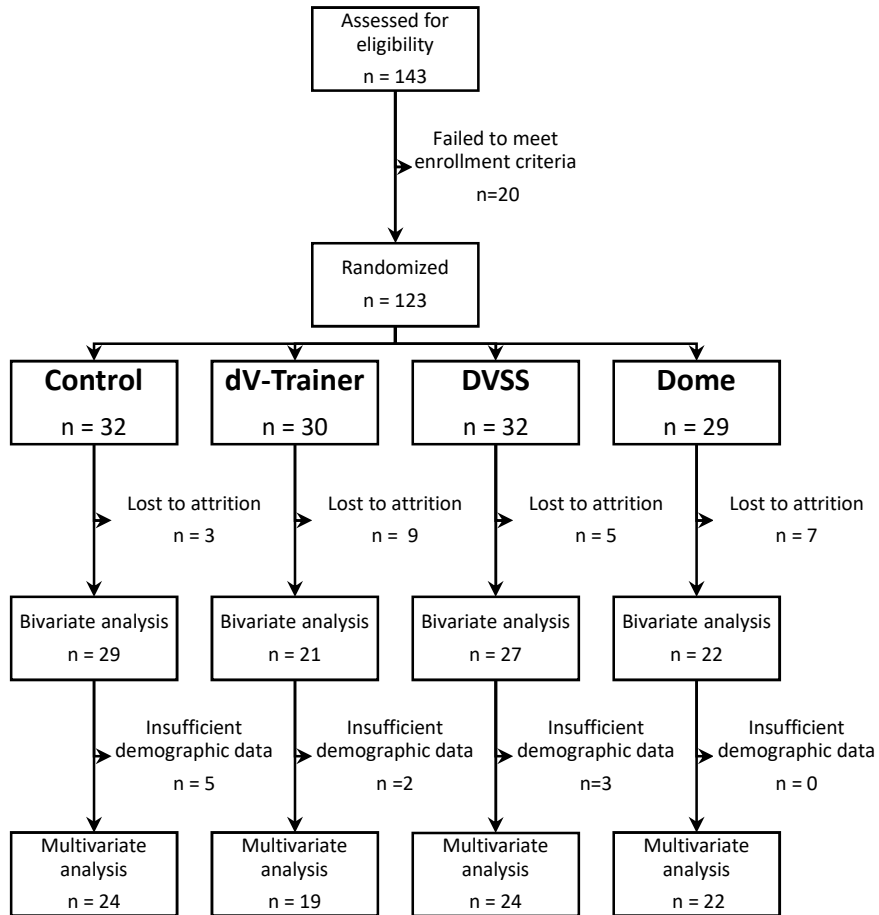 Assessed for
eligibility
n = 143
Failed to meet
enrollment criteria
n=20
Randomized
n = 123
Control
n = 32
dV-Trainer
n = 30
DVSS
n = 32
Dome
n = 29
Lost to attrition
n = 3
Lost to attrition
n =  9
Lost to attrition
n = 5
Lost to attrition
n = 7
Bivariate analysis
n = 29
Bivariate analysis
n = 21
Bivariate analysis
n = 27
Bivariate analysis
n = 22
Insufficient
demographic data
n = 5
Insufficient
demographic data
n =2
Insufficient
demographic data
n=3
Insufficient
demographic data
n = 0
Multivariate
analysis
n = 24
Multivariate
analysis
n = 19
Multivariate
analysis
n = 24
Multivariate
analysis
n = 22